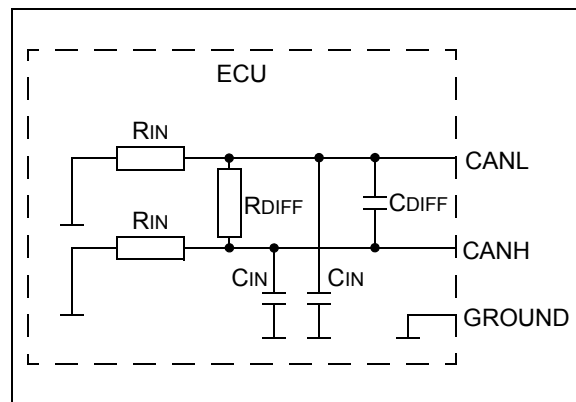 ECU
RIN
CANL
RDIFF
CDIFF
RIN
CANH
CIN
CIN
GROUND